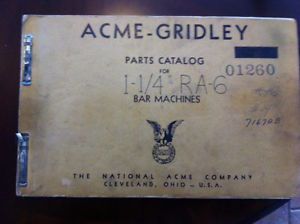 ACME-GRIDLEY
PARTS CATALOG
FOR
01260
1-1/4 RA-6
BAR MACHINES
THE NATIONAL ACME COMPANY
CLEVELAND, OHIO - U.S.A.